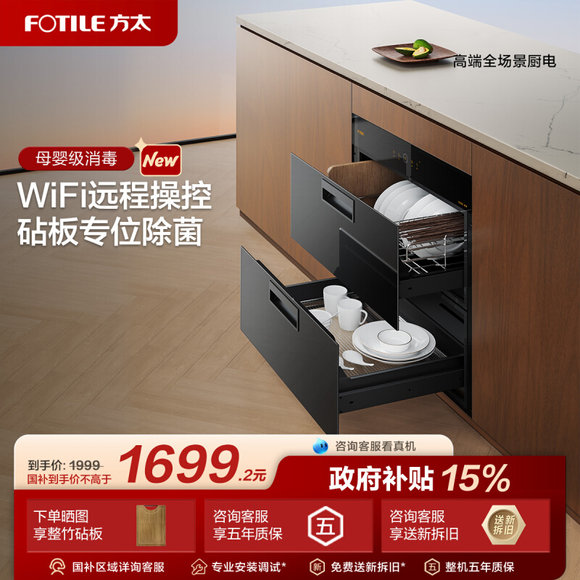 FOTILE 方太
高端全场景厨电
母婴级消毒
New
WiFi远程操控
砧板专位除菌
咨询客服看真机
到手价: 1999
国补到手价不高于
1699.2元
政府补贴 15%
下单晒图
享整竹砧板
咨询客服
享五年质保
五
咨询客服
享送新拆旧
送新
拆旧
国补区域详询客服
专业安装调试*
新 免费送新拆旧*
五 整机五年质保